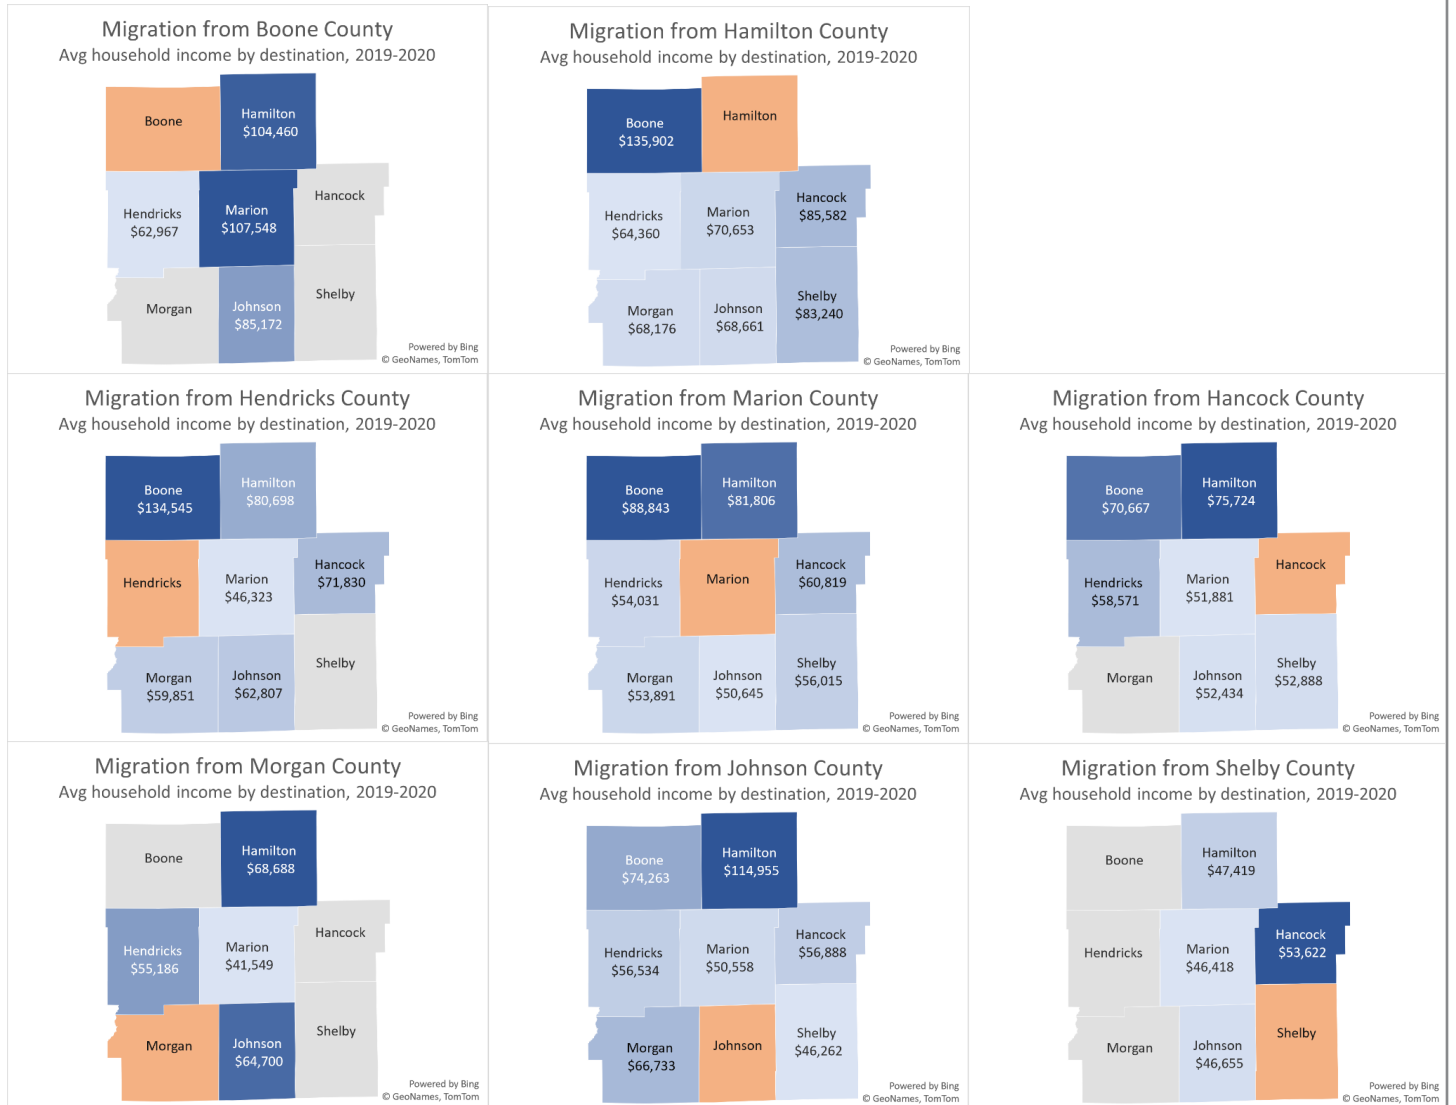 Migration from Boone County
Avg household income by destination, 2019-2020
Boone
Hamilton
$104,460
Hendricks
$62,967
Marion
$107,548
Hancock
Morgan
Johnson
$85,172
Shelby
Powered by Bing
© GeoNames, TomTom
Migration from Hamilton County
Avg household income by destination, 2019-2020
Boone
$135,902
Hamilton
Hendricks
$64,360
Marion
$70,653
Hancock
$85,582
Morgan
$68,176
Johnson
$68,661
Shelby
$83,240
Powered by Bing
© GeoNames, TomTom
Migration from Hendricks County
Avg household income by destination, 2019-2020
Boone
$134,545
Hamilton
$80,698
Hendricks
Marion
$46,323
Hancock
$71,830
Morgan
$59,851
Johnson
$62,807
Shelby
Powered by Bing
© GeoNames, TomTom
Migration from Marion County
Avg household income by destination, 2019-2020
Boone
$88,843
Hamilton
$81,806
Hendricks
$54,031
Marion
Hancock
$60,819
Morgan
$53,891
Johnson
$50,645
Shelby
$56,015
Powered by Bing
© GeoNames, TomTom
Migration from Hancock County
Avg household income by destination, 2019-2020
Boone
$70,667
Hamilton
$75,724
Hendricks
$58,571
Marion
$51,881
Hancock
Morgan
Johnson
$52,434
Shelby
$52,888
Powered by Bing
© GeoNames, TomTom
Migration from Morgan County
Avg household income by destination, 2019-2020
Boone
Hamilton
$68,688
Hendricks
$55,186
Marion
$41,549
Hancock
Morgan
Johnson
$64,700
Shelby
Powered by Bing
© GeoNames, TomTom
Migration from Johnson County
Avg household income by destination, 2019-2020
Boone
$74,263
Hamilton
$114,955
Hendricks
$56,534
Marion
$50,558
Hancock
$56,888
Morgan
$66,733
Johnson
Shelby
$46,262
Powered by Bing
© GeoNames, TomTom
Migration from Shelby County
Avg household income by destination, 2019-2020
Boone
Hamilton
$47,419
Hendricks
Marion
$46,418
Hancock
$53,622
Morgan
Johnson
$46,655
Shelby
Powered by Bing
© GeoNames, TomTom